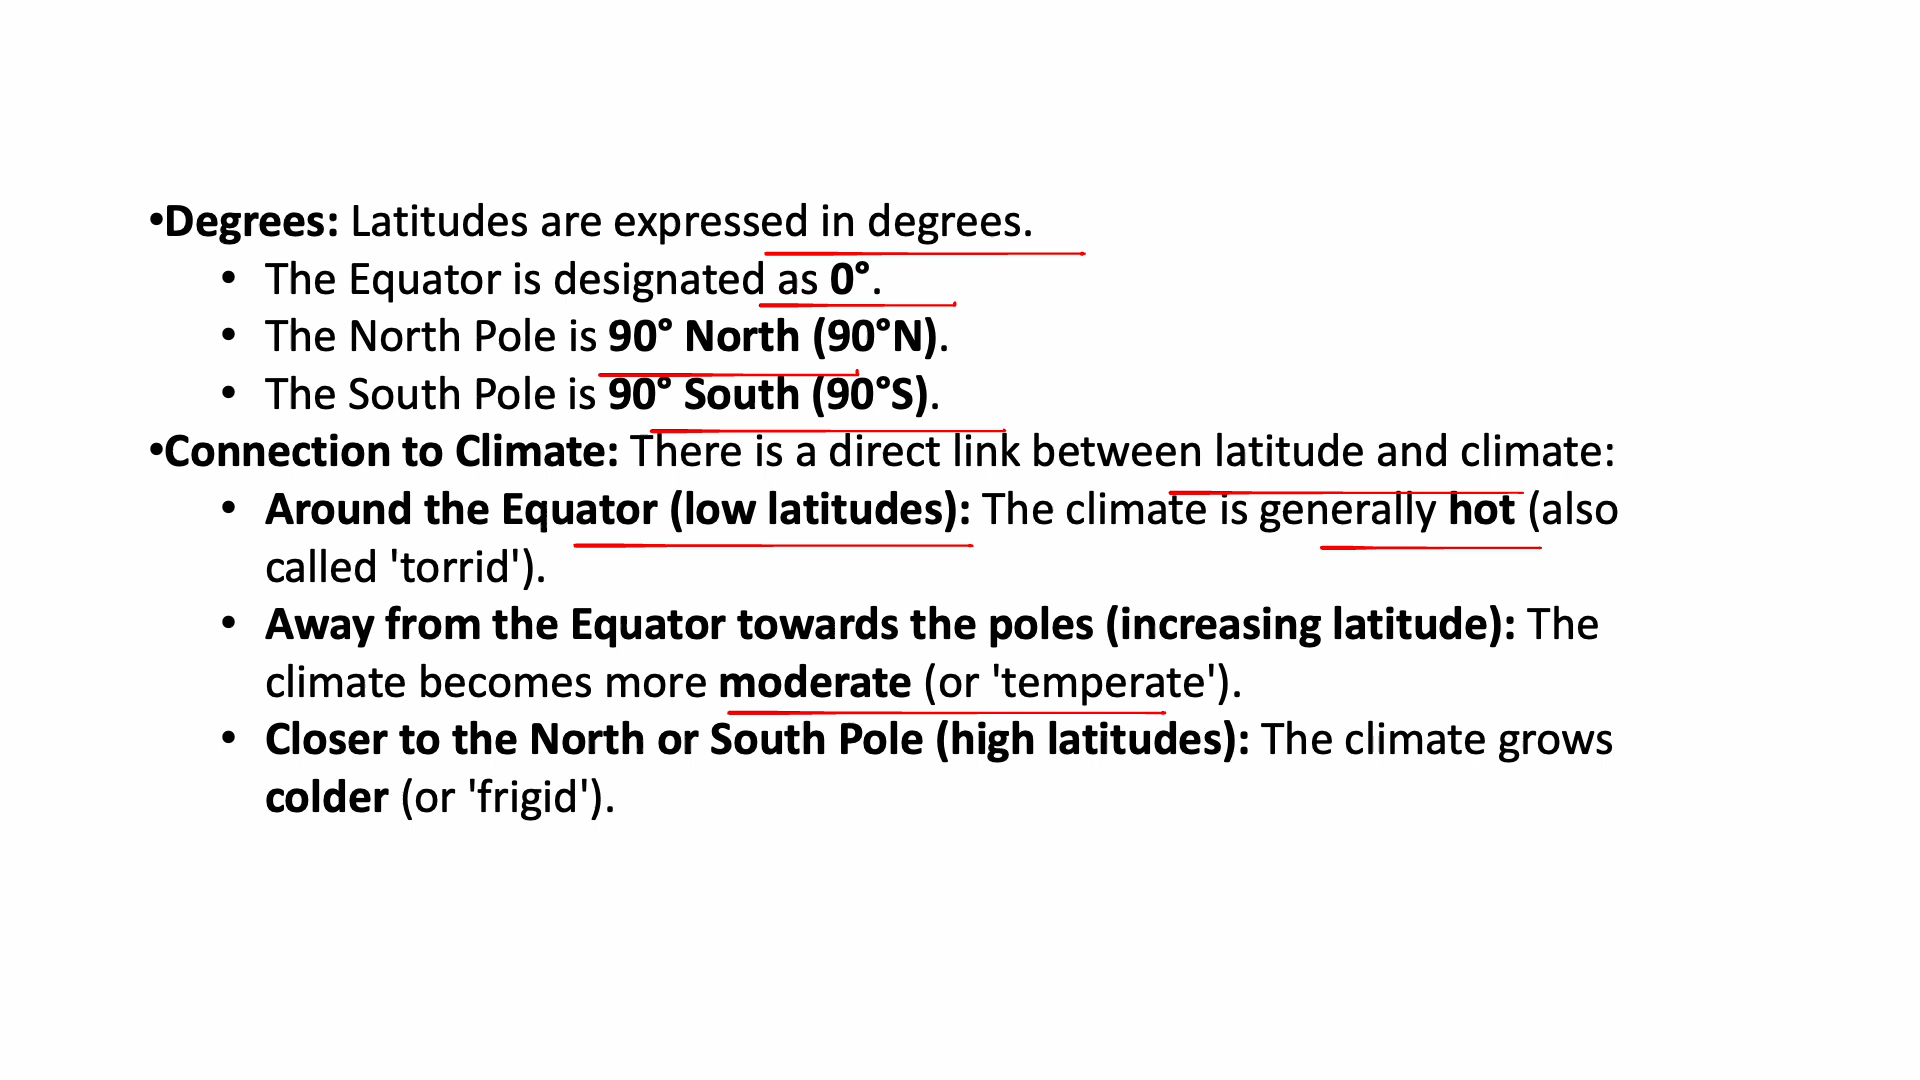 •Degrees: Latitudes are expressed in degrees.
• The Equator is designated as 0°.
• The North Pole is 90° North (90°N).
• The South Pole is 90° South (90°S).
•Connection to Climate: There is a direct link between latitude and climate:
• Around the Equator (low latitudes): The climate is generally hot (also
called 'torrid').
• Away from the Equator towards the poles (increasing latitude): The
climate becomes more moderate (or 'temperate').
• Closer to the North or South Pole (high latitudes): The climate grows
colder (or 'frigid').